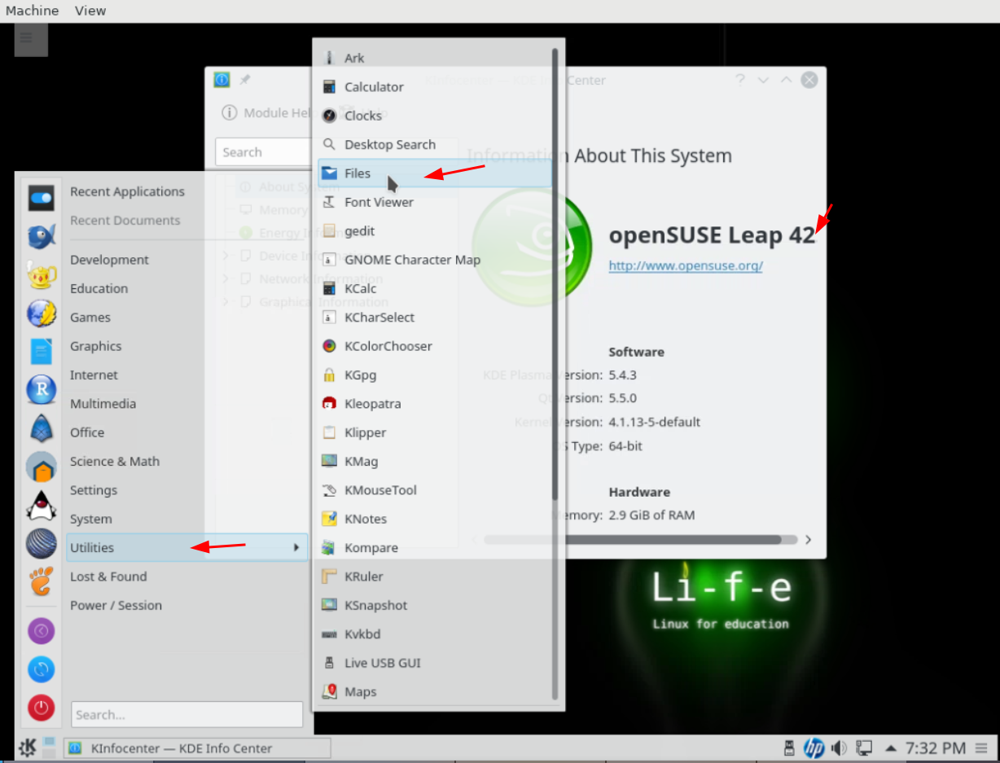 Machine View
KInfocenter — KDE Info Center
Module Help
Search
About System
Memory
Energy Information
Device Information
Network Information
Graphical Information
Information About This System
openSUSE Leap 42
http://www.opensuse.org/
Software
KDE Plasma Version: 5.4.3
Qt Version: 5.5.0
Kernel Version: 4.1.13-5-default
OS Type: 64-bit
Hardware
Memory: 2.9 GiB of RAM
Recent Applications
Recent Documents
Development
Education
Games
Graphics
Internet
Multimedia
Office
Science & Math
Settings
System
Utilities
Lost & Found
Power / Session
Search...
Ark
Calculator
Clocks
Desktop Search
Files
Font Viewer
gedit
GNOME Character Map
KCalc
KCharSelect
KColorChooser
KGpg
Kleopatra
Klipper
KMag
KMouseTool
KNotes
Kompare
KRuler
KSnapshot
Kvkbd
Live USB GUI
Maps
Li-f-e
Linux for education
KInfocenter — KDE Info Center
hp
7:32 PM